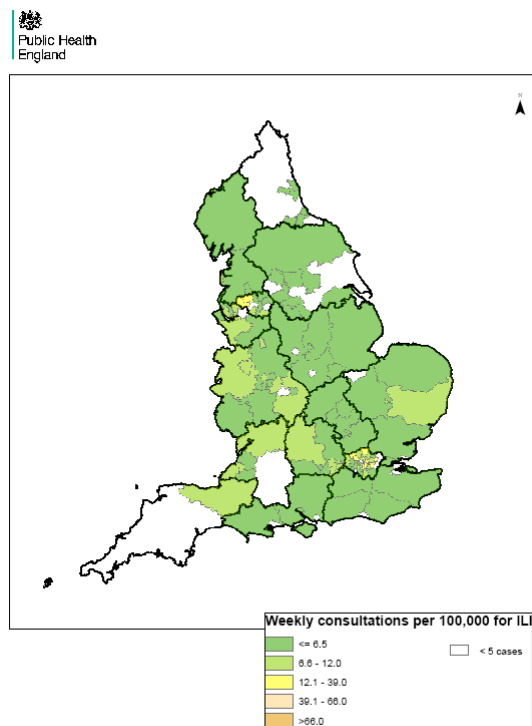 Public Health
England
N
Weekly consultations per 100,000 for ILI
<= 6.5
6.6 - 12.0
12.1 - 39.0
39.1 - 66.0
>66.0
< 5 cases